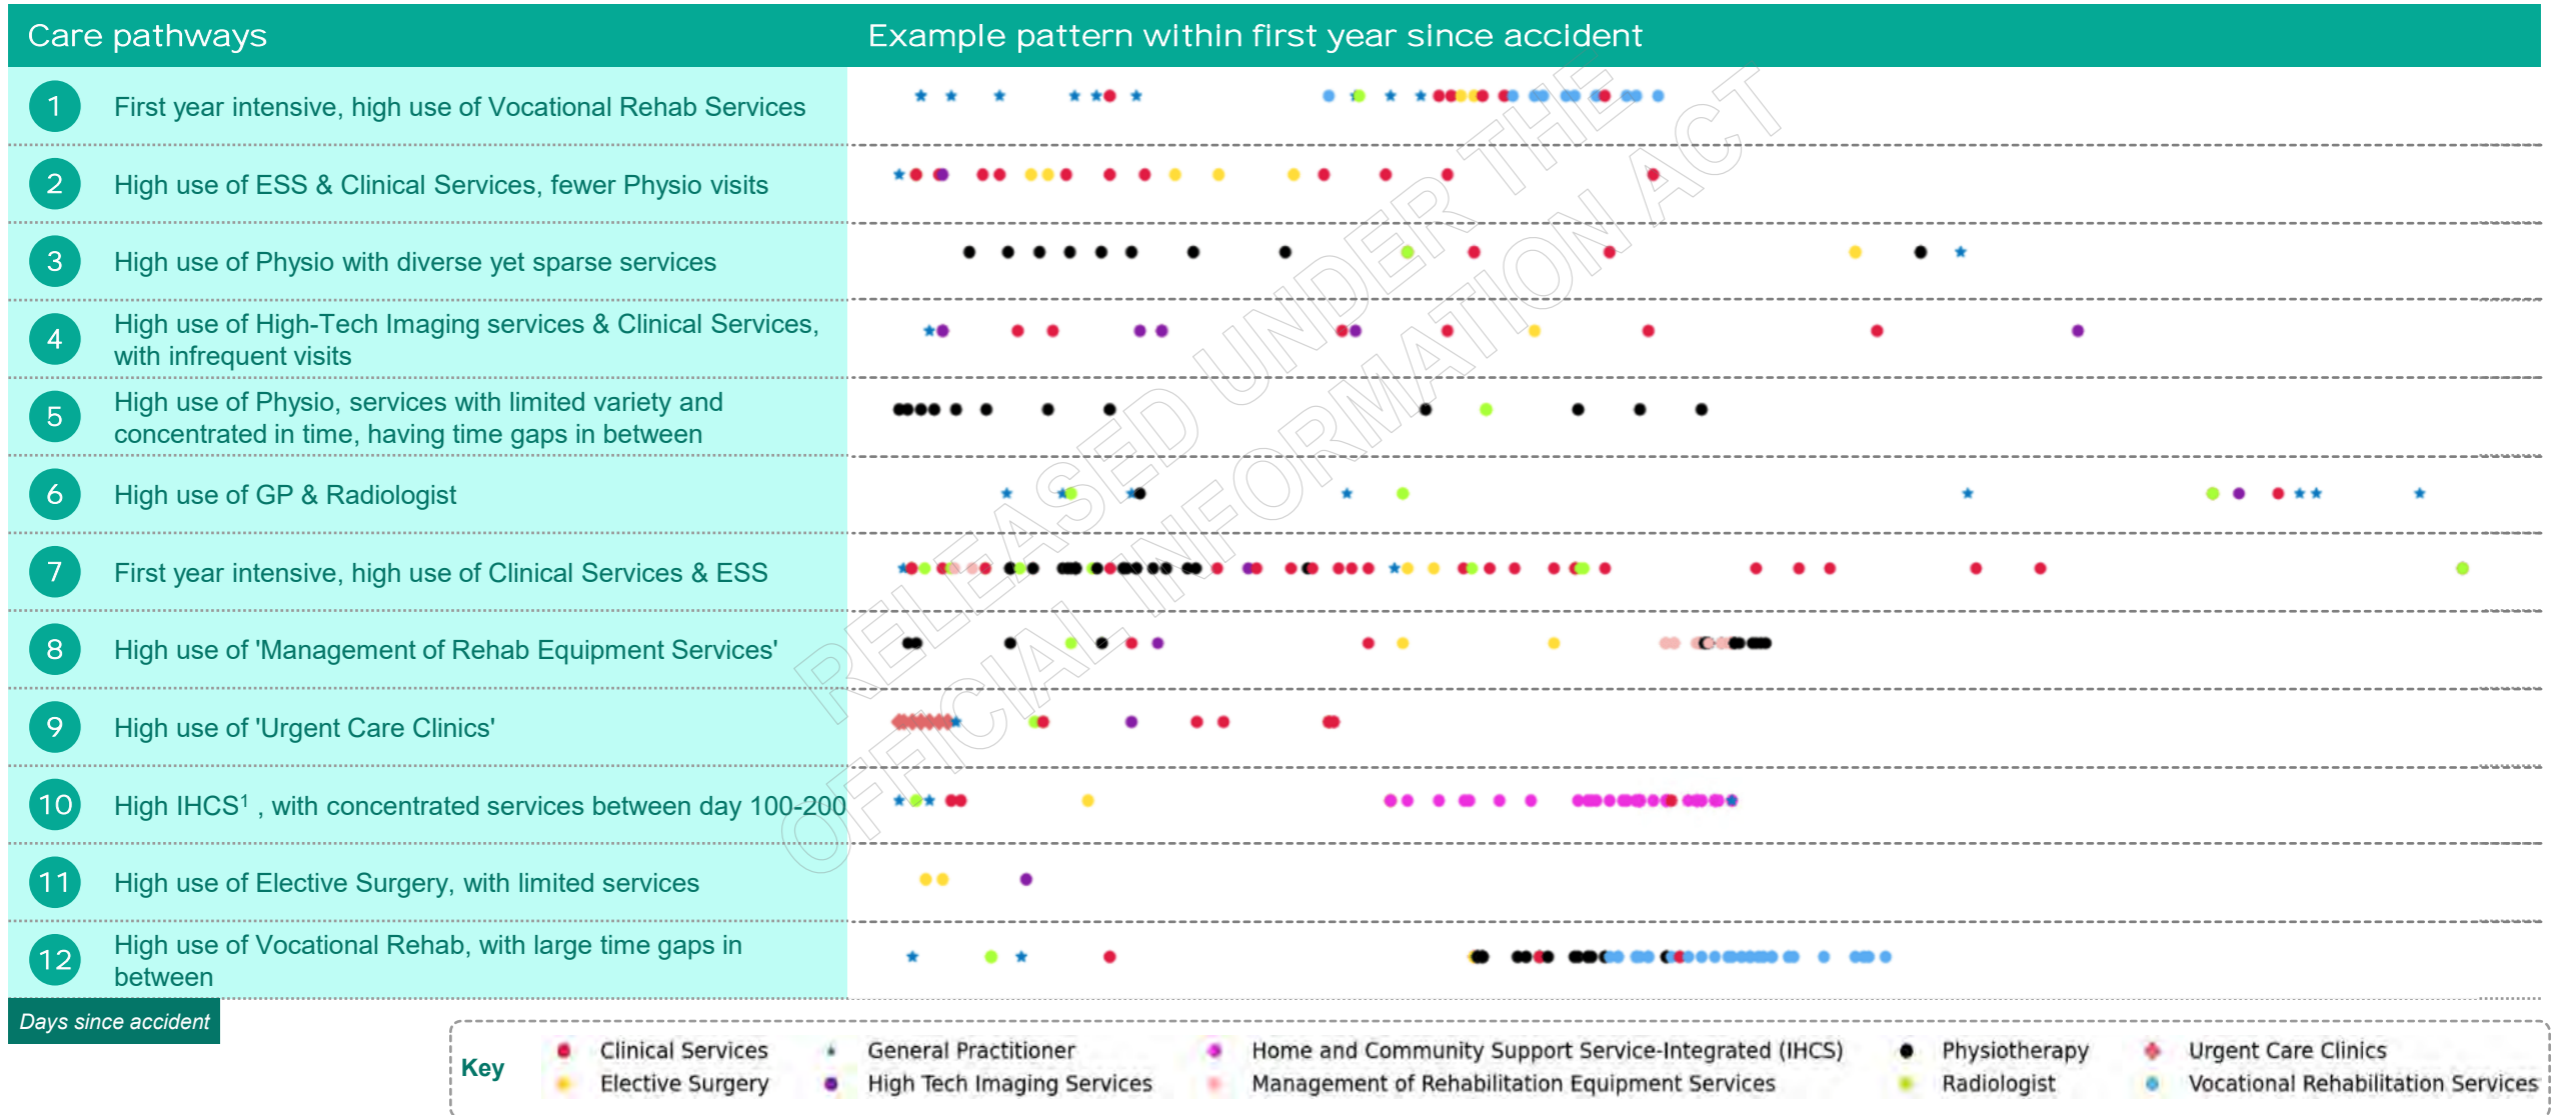 Care pathways
Example pattern within first year since accident
1 First year intensive, high use of Vocational Rehab Services
2 High use of ESS & Clinical Services, fewer Physio visits
3 High use of Physio with diverse yet sparse services
4 High use of High-Tech Imaging services & Clinical Services,
with infrequent visits
5 High use of Physio, services with limited variety and
concentrated in time, having time gaps in between
6 High use of GP & Radiologist
7 First year intensive, high use of Clinical Services & ESS
8 High use of 'Management of Rehab Equipment Services'
9 High use of 'Urgent Care Clinics'
10 High IHCS¹ , with concentrated services between day 100-200
11 High use of Elective Surgery, with limited services
12 High use of Vocational Rehab, with large time gaps in
between
RELEASED UNDER THE
OFFICIAL INFORMATION ACT
Days since accident
Key
Clinical Services
General Practitioner
Home and Community Support Service-Integrated (IHCS)
Physiotherapy
Urgent Care Clinics
Elective Surgery
High Tech Imaging Services
Management of Rehabilitation Equipment Services
Radiologist
Vocational Rehabilitation Services